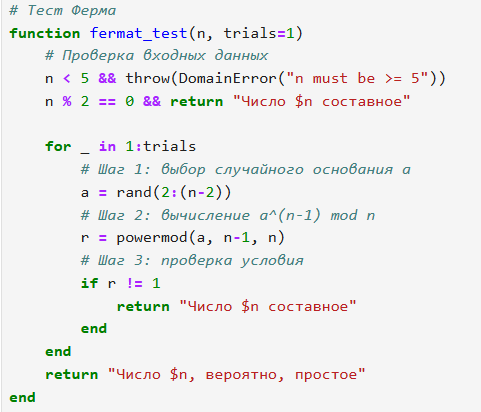 # Тест Ферма
function fermat_test(n, trials=1)
    # Проверка входных данных
    n < 5 && throw(DomainError("n must be >= 5"))
    n % 2 == 0 && return "Число $n составное"

    for _ in 1:trials
        # Шаг 1: выбор случайного основания a
        a = rand(2:(n-2))
        # Шаг 2: вычисление a^(n-1) mod n
        r = powermod(a, n-1, n)
        # Шаг 3: проверка условия
        if r != 1
            return "Число $n составное"
        end
    end
    return "Число $n, вероятно, простое"
end